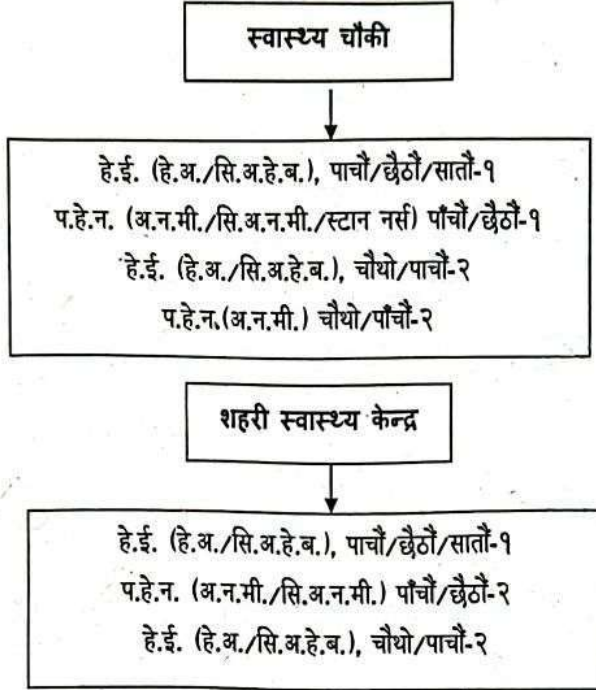 स्वास्थ्य चौकी
हे.ई. (हे.अ./सि.अ.हे.ब.), पाचौं/छैठौं/सातौं-१
प.हे.न. (अ.न.मी./सि.अ.न.मी./स्टान नर्स) पाँचौं/छैठौं-१
हे.ई. (हे.अ./सि.अ.हे.ब.), चौथो/पाचौं-२
प.हे.न.(अ.न.मी.) चौथो/पाँचौं-२
शहरी स्वास्थ्य केन्द्र
हे.ई. (हे.अ./सि.अ.हे.ब.), पाचौं/छैठौं/सातौं-१
प.हे.न. (अ.न.मी./सि.अ.न.मी.) पाँचौं/छैठौं-२
हे.ई. (हे.अ./सि.अ.हे.ब.), चौथो/पाचौं-२